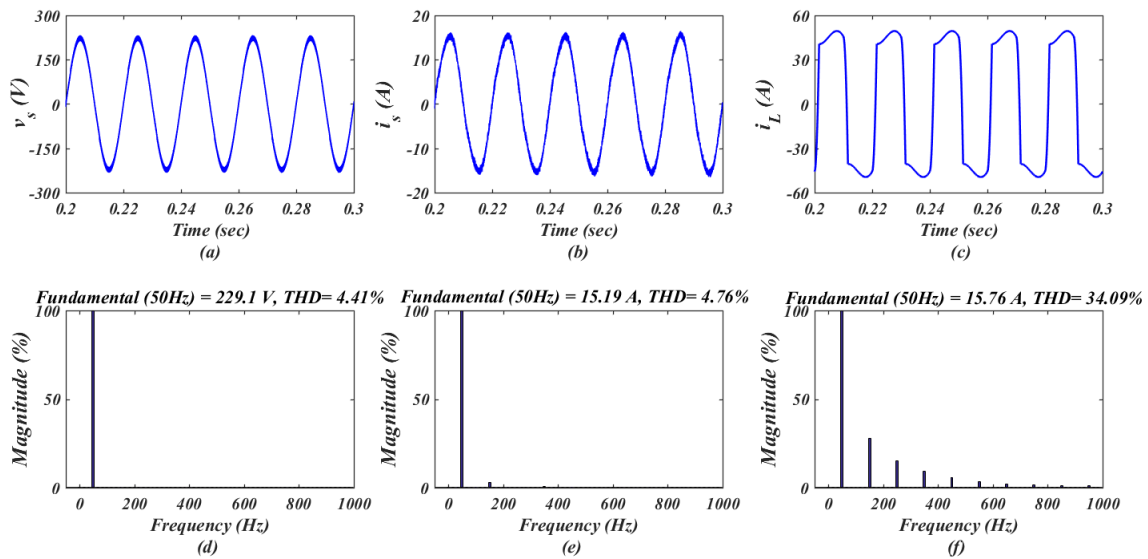 300
150
0
-150
-300
v_s (V)
0.2 0.22 0.24 0.26 0.28 0.3
Time (sec)
(a)
20
10
0
-10
-20
i_s (A)
0.2 0.22 0.24 0.26 0.28 0.3
Time (sec)
(b)
60
30
0
-30
-60
i_L (A)
0.2 0.22 0.24 0.26 0.28 0.3
Time (sec)
(c)
Fundamental (50Hz) = 229.1 V, THD= 4.41%
100
50
0
Magnitude (%)
0 200 400 600 800 1000
Frequency (Hz)
(d)
Fundamental (50Hz) = 15.19 A, THD= 4.76%
100
50
0
Magnitude (%)
0 200 400 600 800 1000
Frequency (Hz)
(e)
Fundamental (50Hz) = 15.76 A, THD= 34.09%
100
50
0
Magnitude (%)
0 200 400 600 800 1000
Frequency (Hz)
(f)